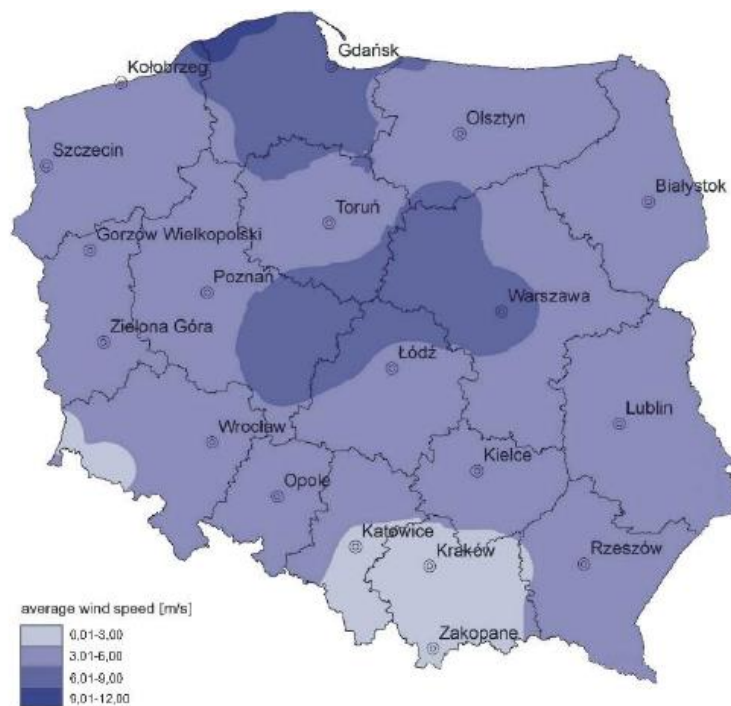 Gdańsk
Kołobrzeg
Olsztyn
Szczecin
Białystok
Toruń
Gorzów Wielkopolski
Poznań
Warszawa
Zielona Góra
Łódź
Lublin
Wrocław
Kielce
Opole
Katowice
Kraków
Rzeszów
average wind speed [m/s]
0,01-3,00
Zakopane
3.01-6,00
6,01-9,00
9,01-12,00